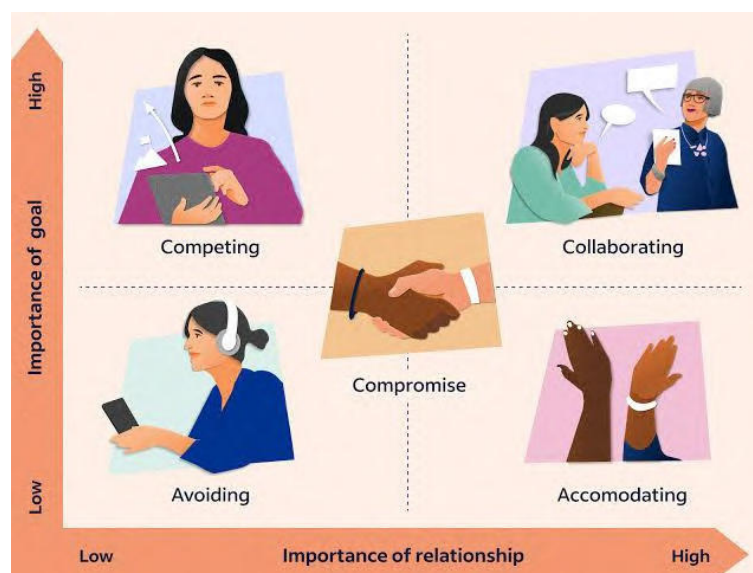 High
Importance of goal
Low
Competing
Collaborating
Compromise
Avoiding
Accomodating
Low
Importance of relationship
High